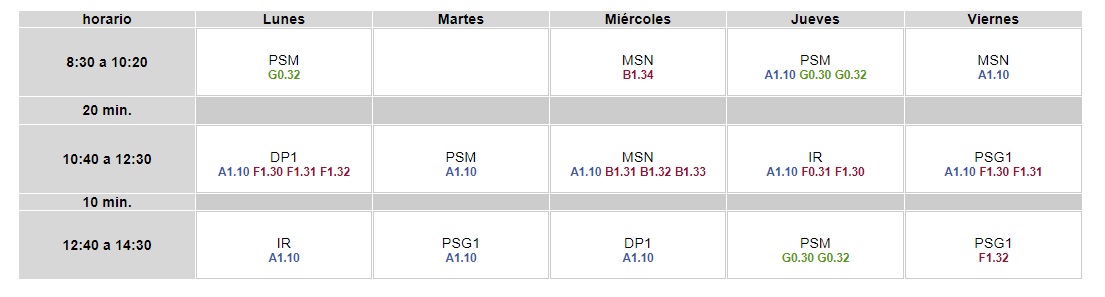 horario Lunes Martes Miércoles Jueves Viernes
8:30 a 10:20 PSM MSN PSM MSN
G0.32 B1.34 A1.10 G0.30 G0.32 A1.10
20 min.
10:40 a 12:30 DP1 PSM MSN IR PSG1
A1.10 F1.30 F1.31 F1.32 A1.10 A1.10 B1.31 B1.32 B1.33 A1.10 F0.31 F1.30 A1.10 F1.30 F1.31
10 min.
12:40 a 14:30 IR PSG1 DP1 PSM PSG1
A1.10 A1.10 A1.10 G0.30 G0.32 F1.32